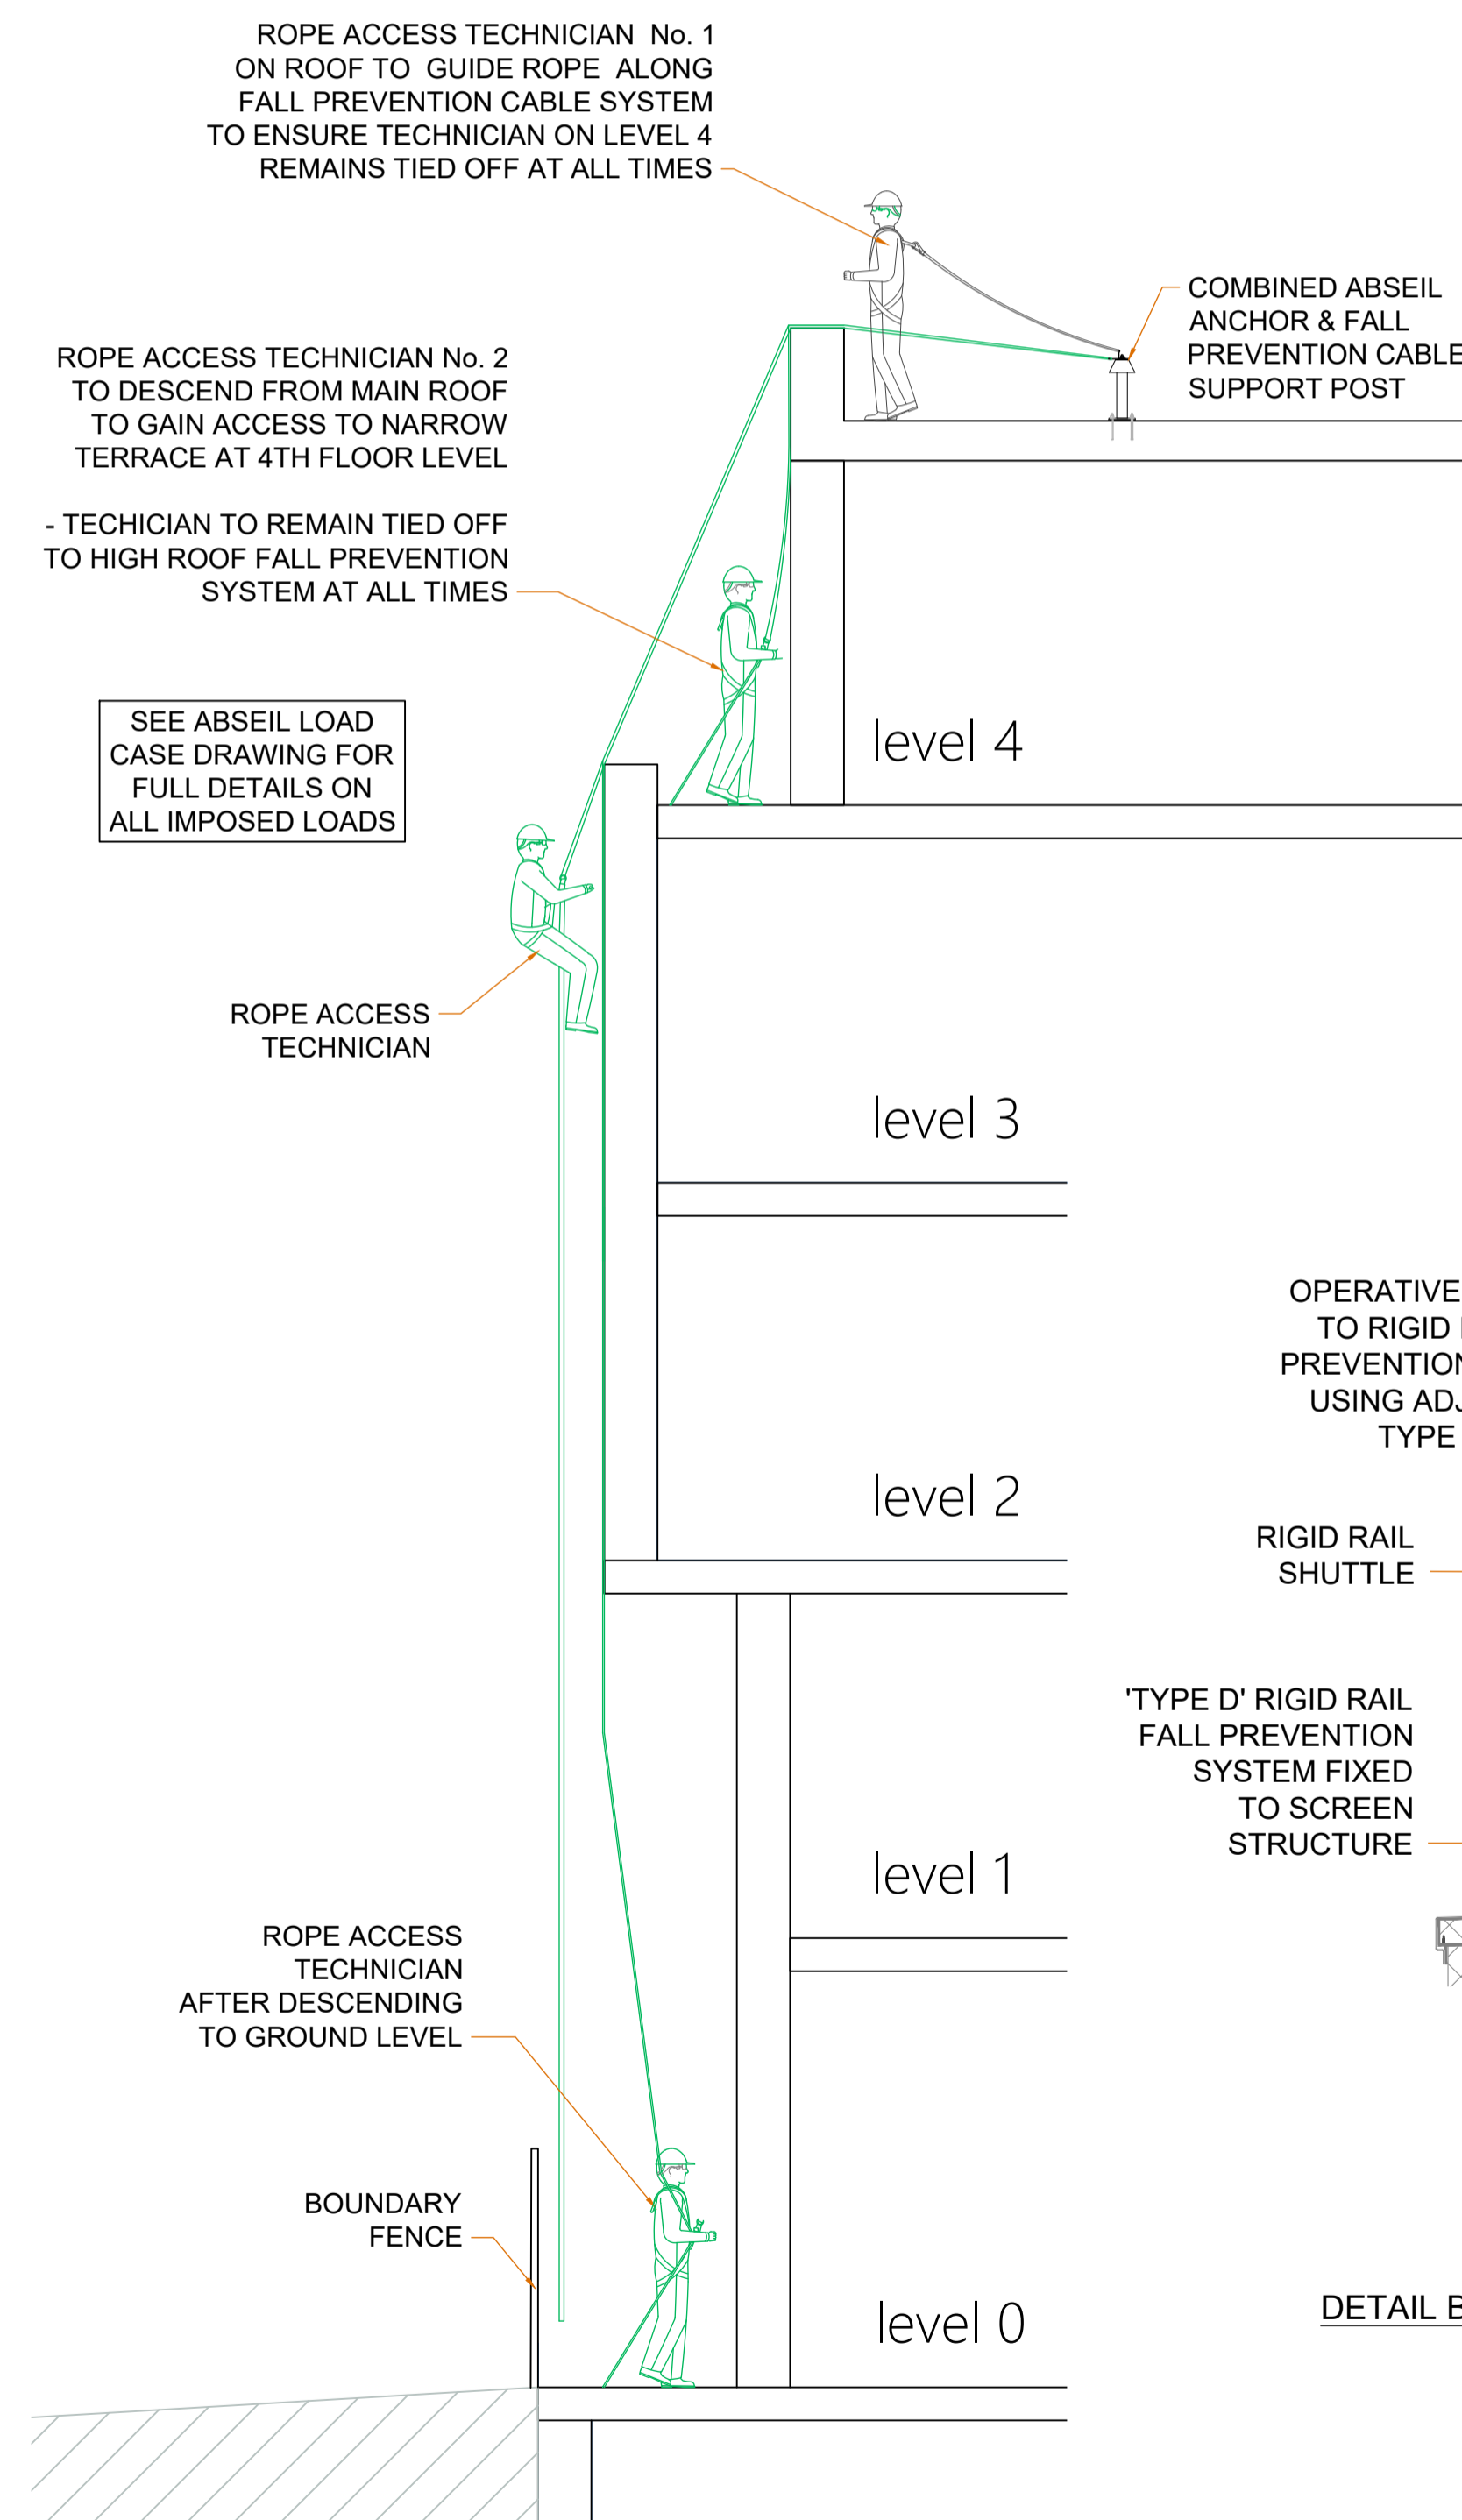 ROPE ACCESS TECHNICIAN No. 1
ON ROOF TO GUIDE ROPE ALONG
FALL PREVENTION CABLE SYSTEM
TO ENSURE TECHNICIAN ON LEVEL 4
REMAINS TIED OFF AT ALL TIMES
COMBINED ABSEIL
ANCHOR & FALL
PREVENTION CABLE
SUPPORT POST
ROPE ACCESS TECHNICIAN No. 2
TO DESCEND FROM MAIN ROOF
TO GAIN ACCESS TO NARROW
TERRACE AT 4TH FLOOR LEVEL
- TECHICIAN TO REMAIN TIED OFF
TO HIGH ROOF FALL PREVENTION
SYSTEM AT ALL TIMES
SEE ABSEIL LOAD
CASE DRAWING FOR
FULL DETAILS ON
ALL IMPOSED LOADS
level 4
ROPE ACCESS
TECHNICIAN
level 3
OPERATIVE
TO RIGID
PREVENTION
USING ADJ
TYPE
level 2
RIGID RAIL
SHUTTLE
'TYPE D' RIGID RAIL
FALL PREVENTION
SYSTEM FIXED
TO SCREEN
STRUCTURE
level 1
ROPE ACCESS
TECHNICIAN
AFTER DESCENDING
TO GROUND LEVEL
BOUNDARY
FENCE
level 0
DETAIL B